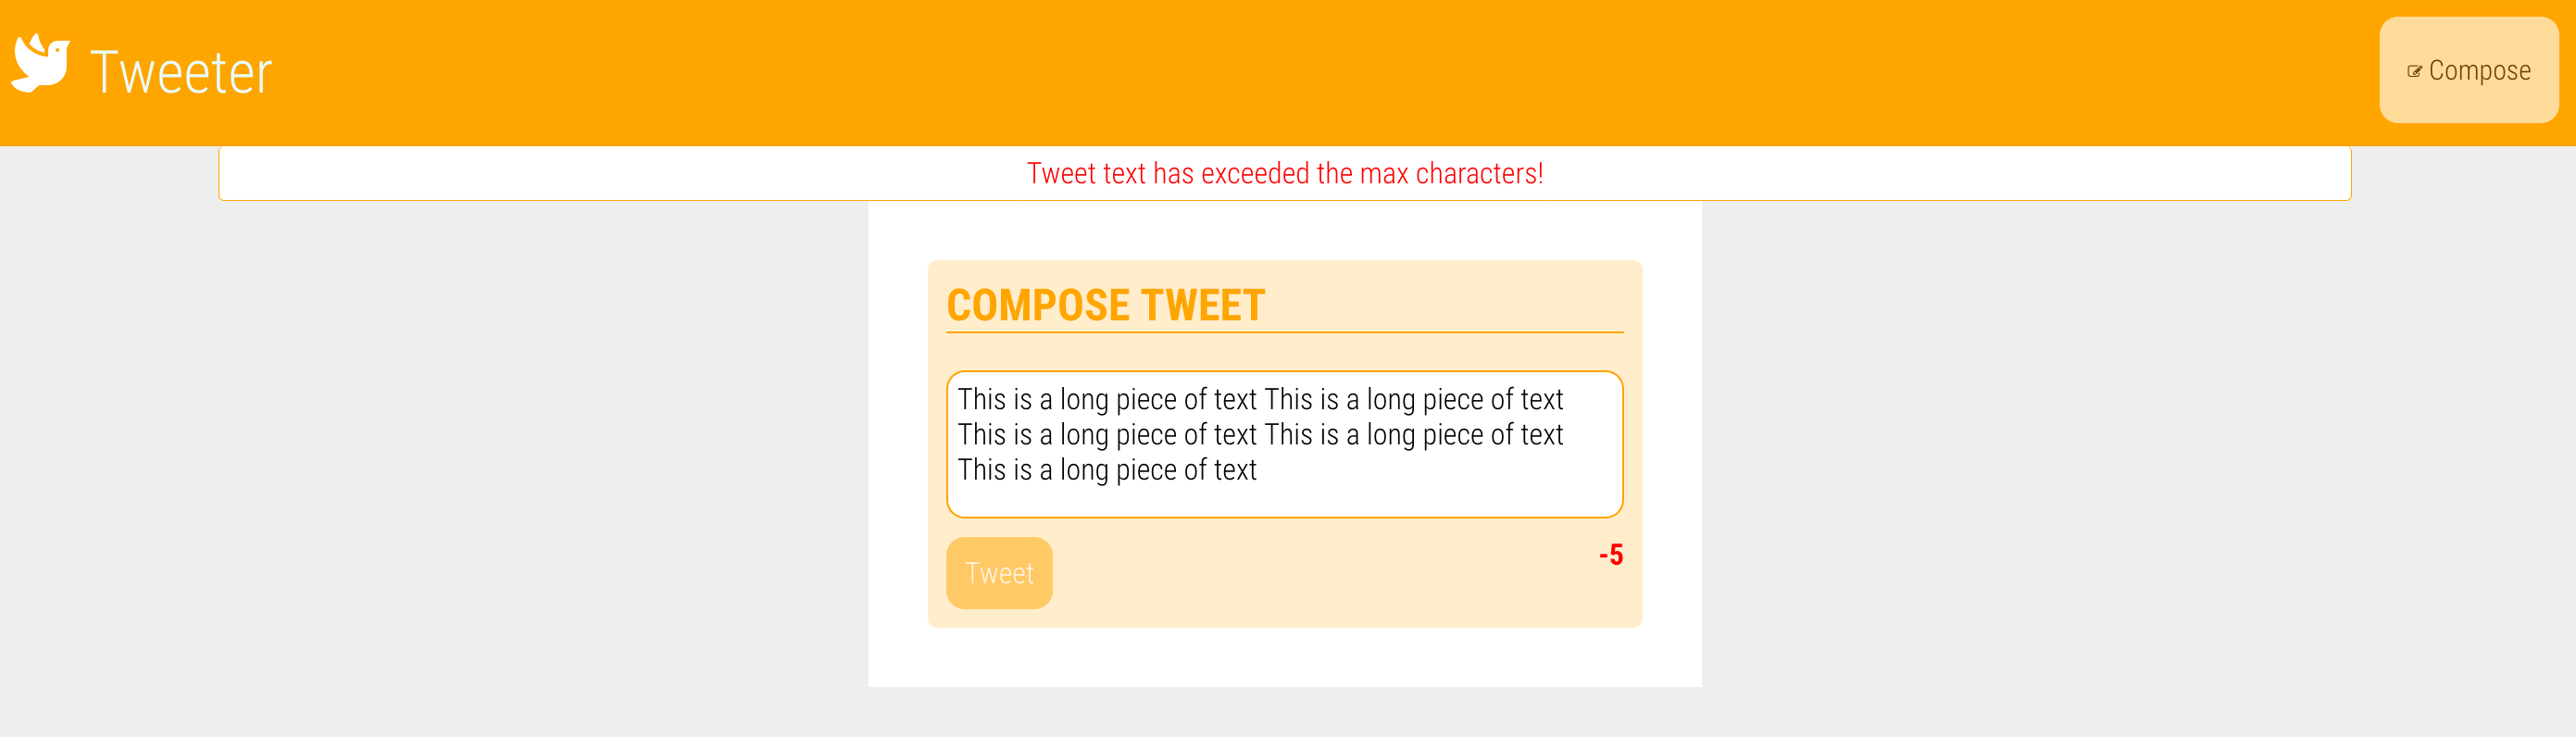 Tweeter
Compose
Tweet text has exceeded the max characters!
COMPOSE TWEET
This is a long piece of text This is a long piece of text
This is a long piece of text This is a long piece of text
This is a long piece of text
Tweet
-5